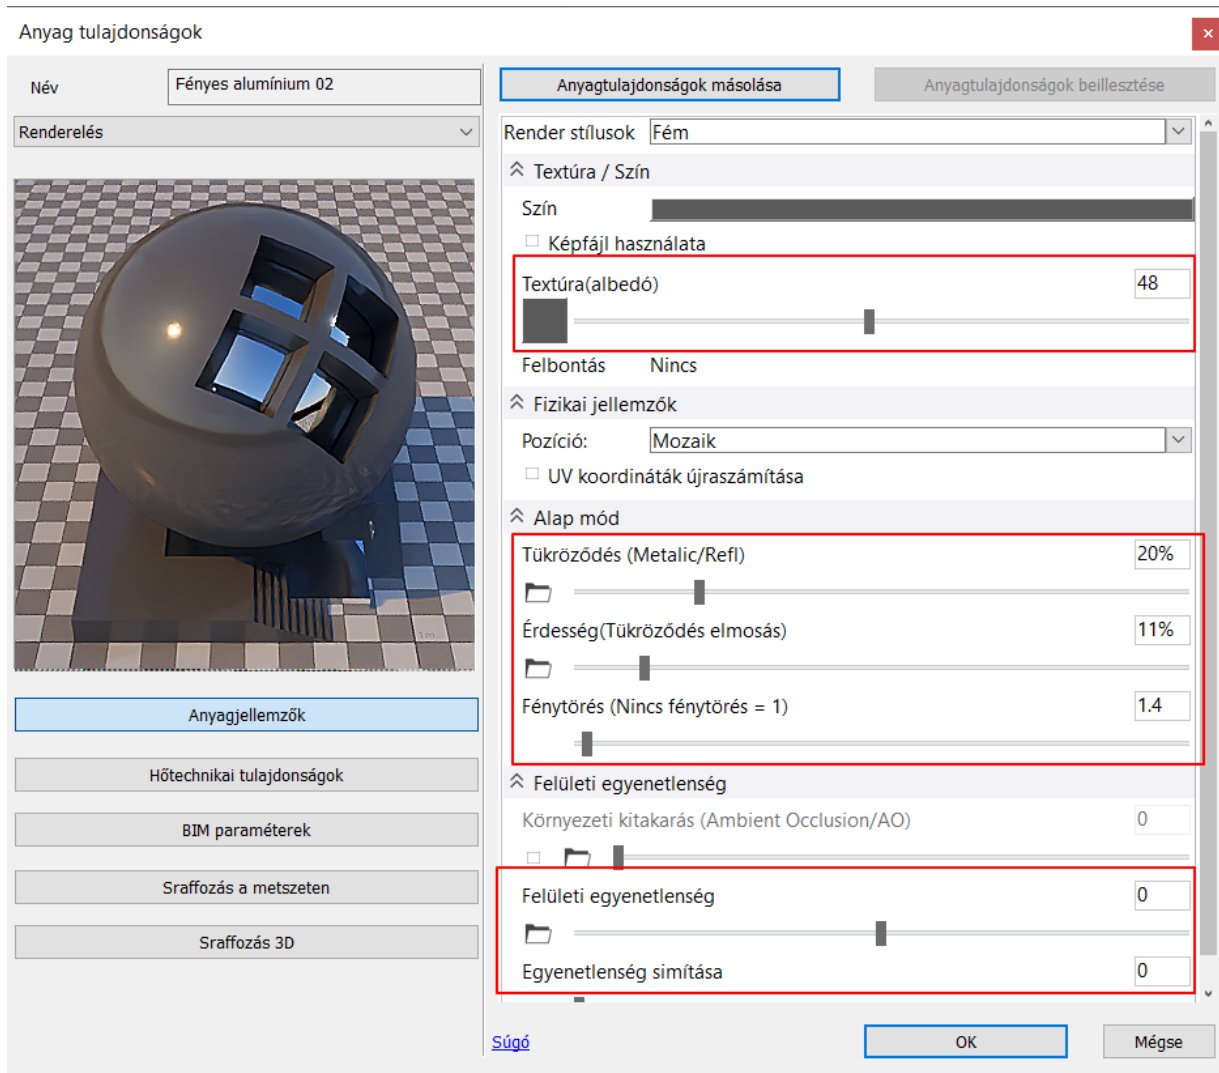 Anyag tulajdonságok
Név
Fényes alumínium 02
Renderelés
1m
Anyagjellemzők
Hőtechnikai tulajdonságok
BIM paraméterek
Sraffozás a metszeten
Sraffozás 3D
Anyagtulajdonságok másolása
Anyagtulajdonságok beillesztése
Render stílusok Fém
Textúra / Szín
Szín
Képfájl használata
Textúra(albedó) 48
Felbontás Nincs
Fizikai jellemzők
Pozíció: Mozaik
UV koordináták újraszámítása
Alap mód
Tükröződés (Metalic/Refl) 20%
Érdesség(Tükröződés elmosás) 11%
Fénytörés (Nincs fénytörés = 1) 1.4
Felületi egyenetlenség
Környezeti kitakarás (Ambient Occlusion/AO) 0
Felületi egyenetlenség 0
Egyenetlenség simítása 0
Súgó
OK
Mégse